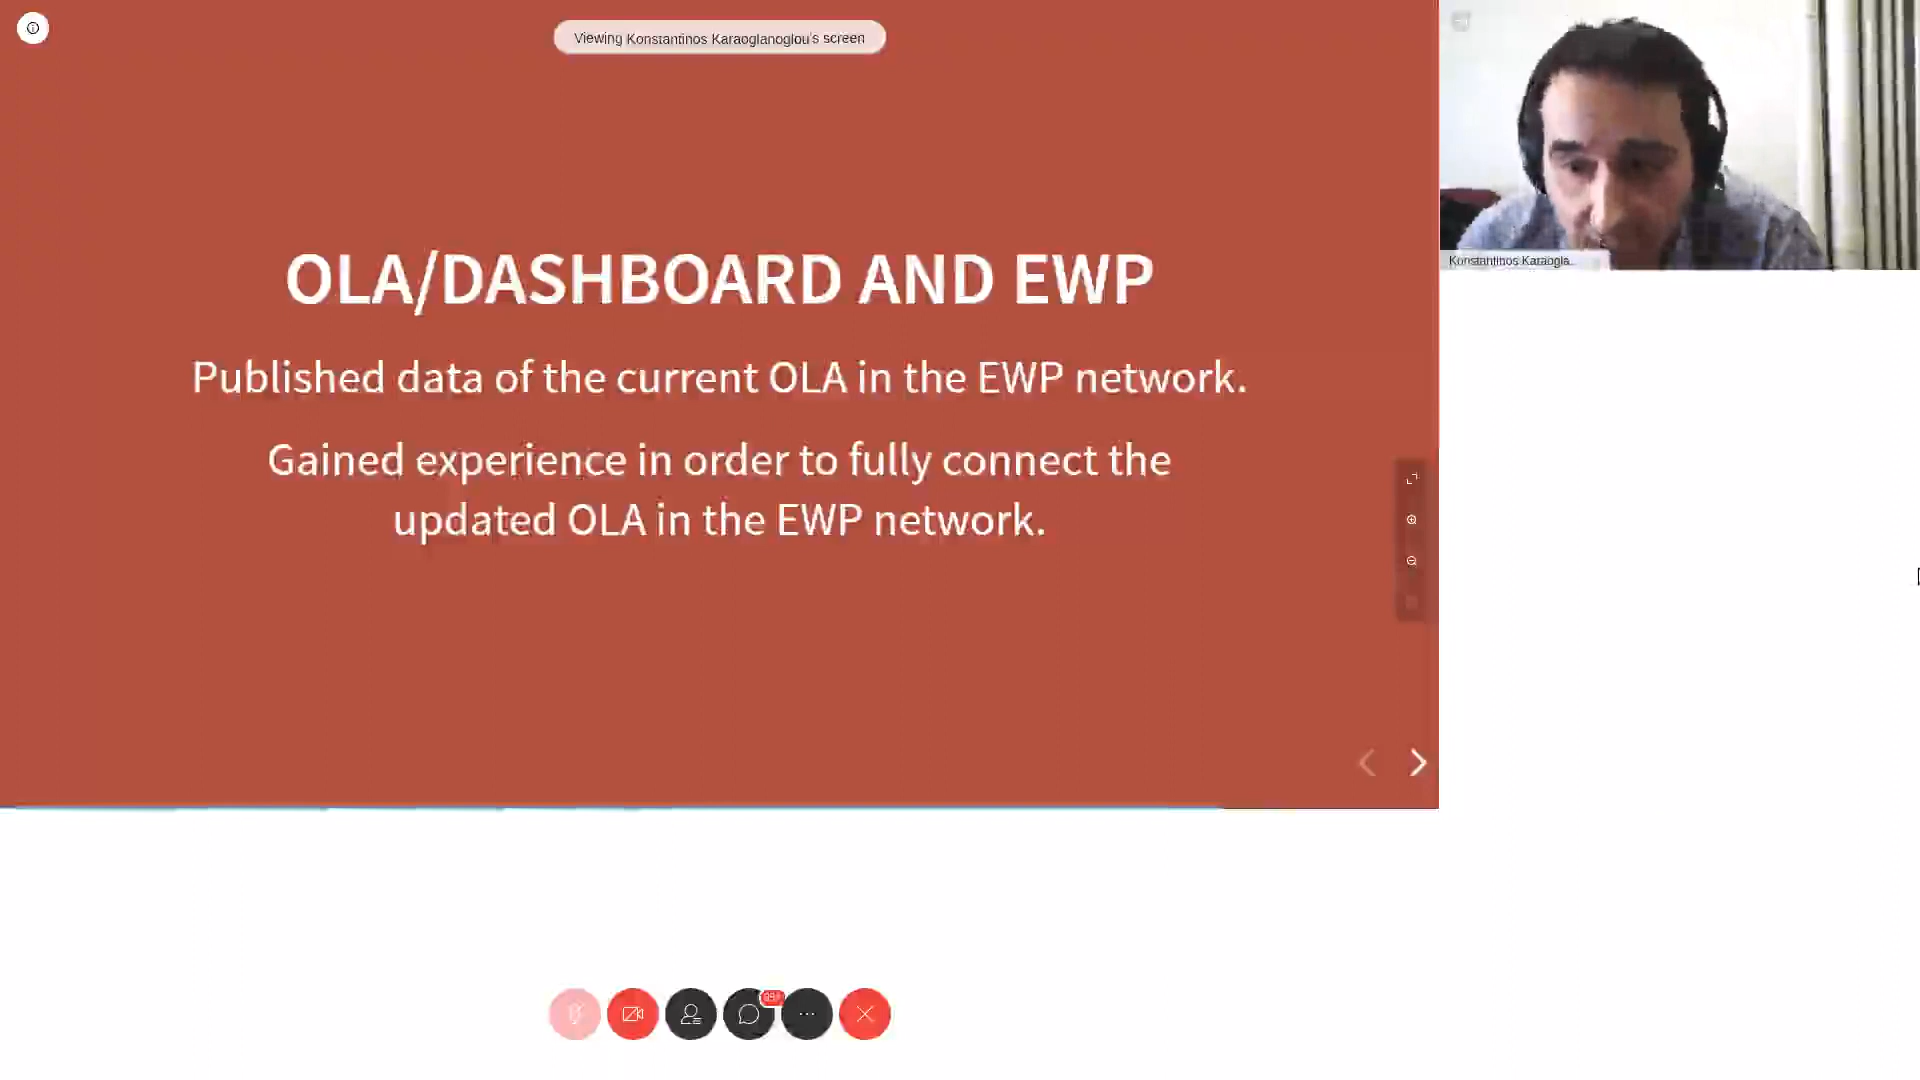 Viewing Konstantinos Karaoglanoglou's screen
OLA/DASHBOARD AND EWP
Published data of the current OLA in the EWP network.
Gained experience in order to fully connect the
updated OLA in the EWP network.
Konstantinos Karaogla...